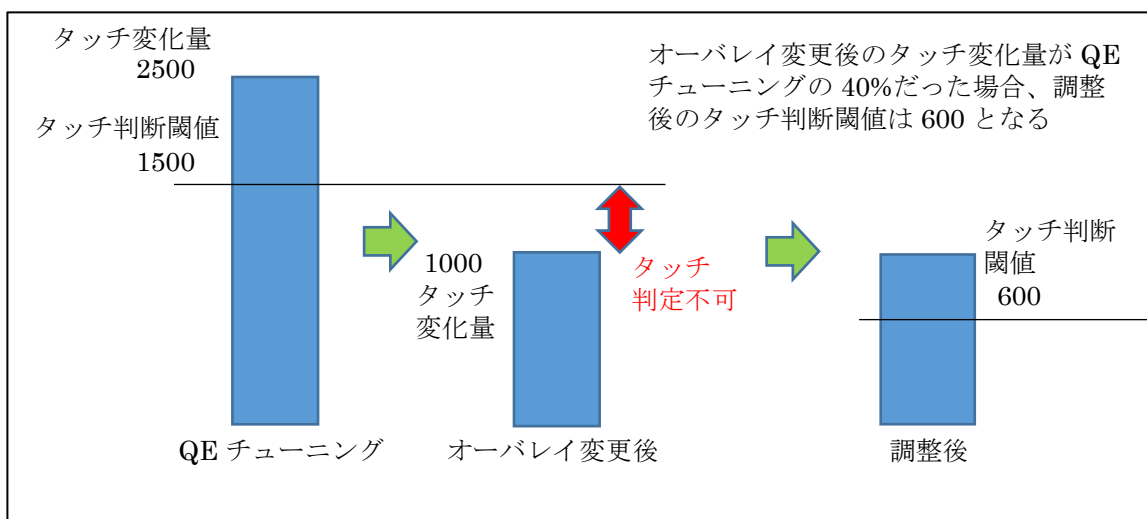 タッチ変化量
2500
タッチ判断閾値
1500
オーバレイ変更後のタッチ変化量が QE
チューニングの 40%だった場合、調整
後のタッチ判断閾値は 600 となる
1000
タッチ
変化量
タッチ
判定不可
タッチ判断
閾値
600
QE チューニング
オーバレイ変更後
調整後